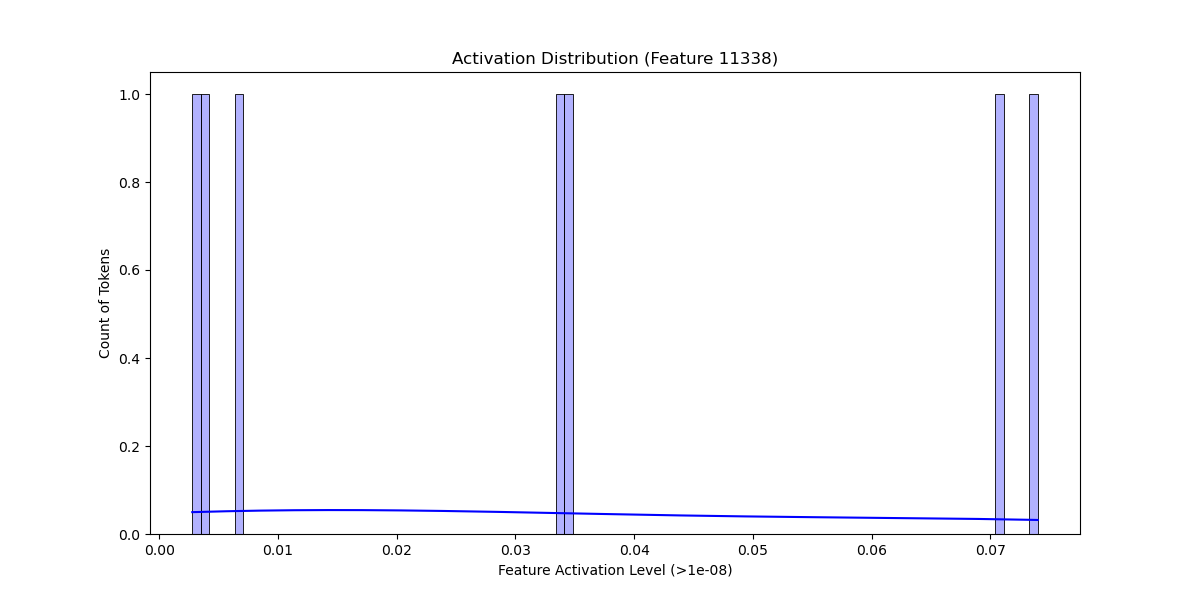 Activation Distribution (Feature 11338)
Count of Tokens
1.0
0.8
0.6
0.4
0.2
0.0
0.00 0.01 0.02 0.03 0.04 0.05 0.06 0.07
Feature Activation Level (>1e-08)